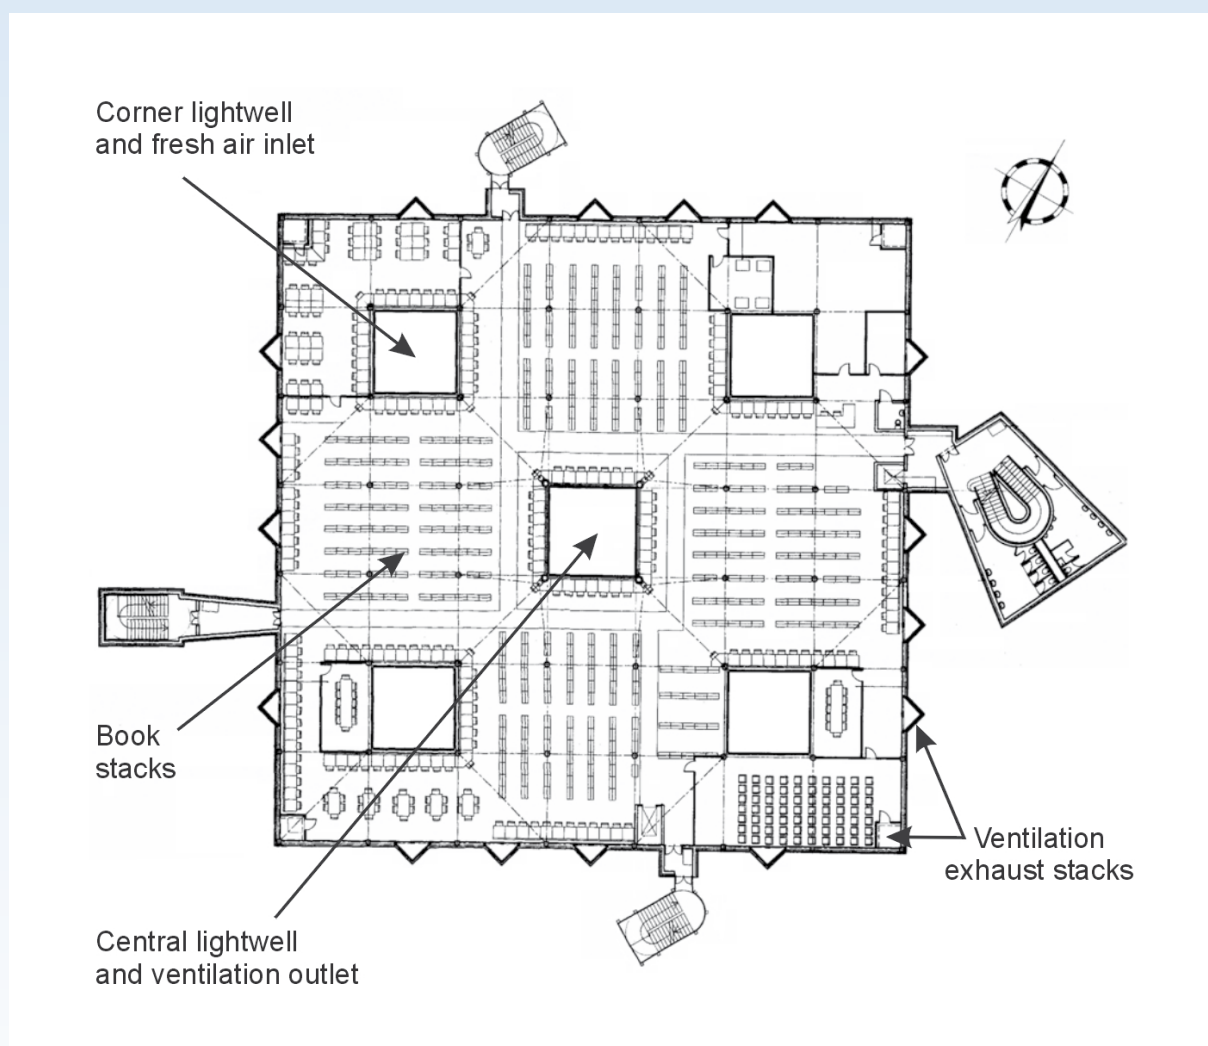 Corner lightwell
and fresh air inlet
Book
stacks
Ventilation
exhaust stacks
Central lightwell
and ventilation outlet